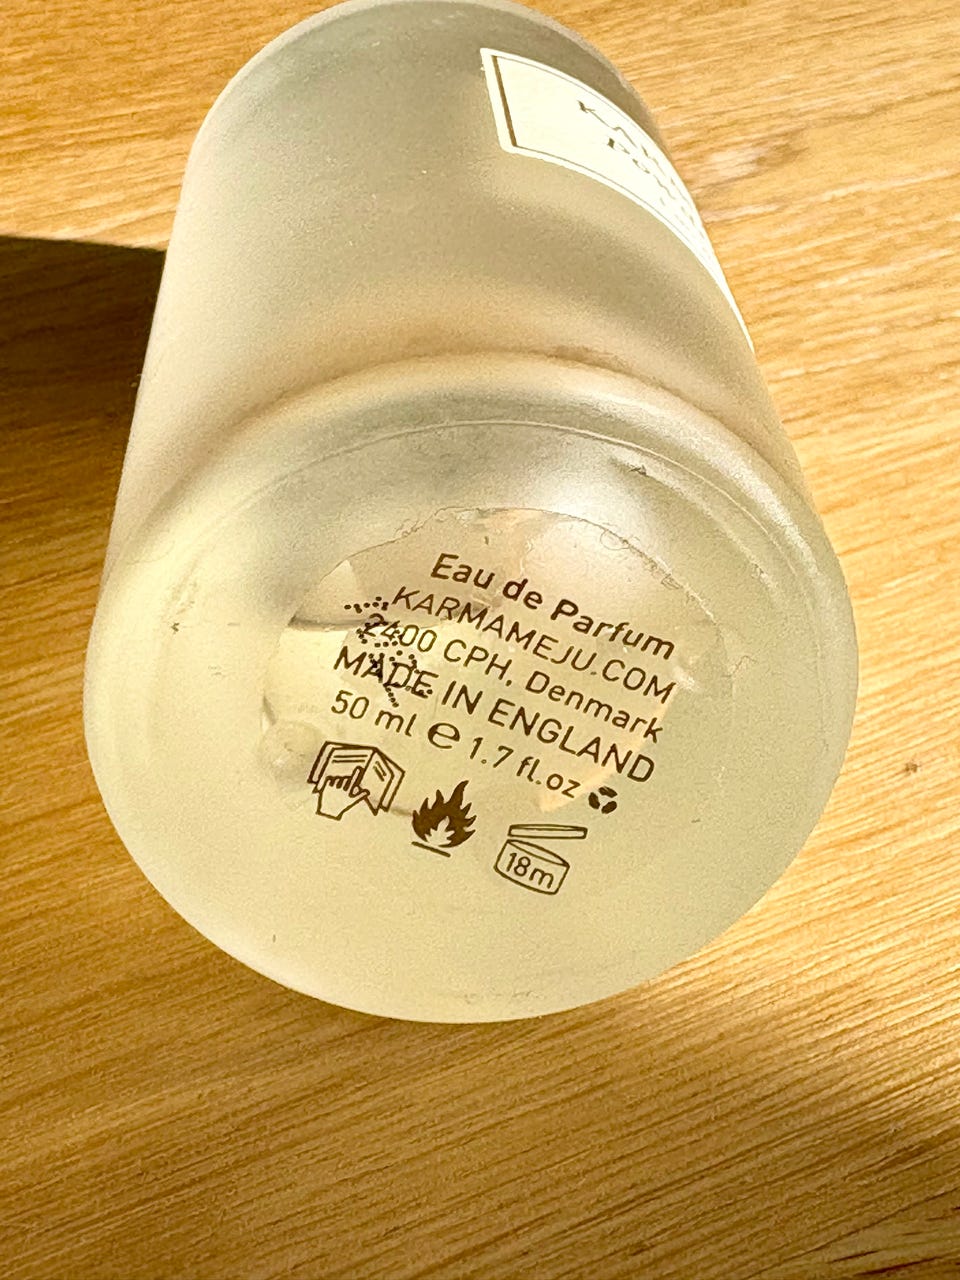 Eau de Parfum
KARMAMEJU.COM
2400 CPH, Denmark
MADE IN ENGLAND
50 ml ℮ 1.7 fl.oz
18m